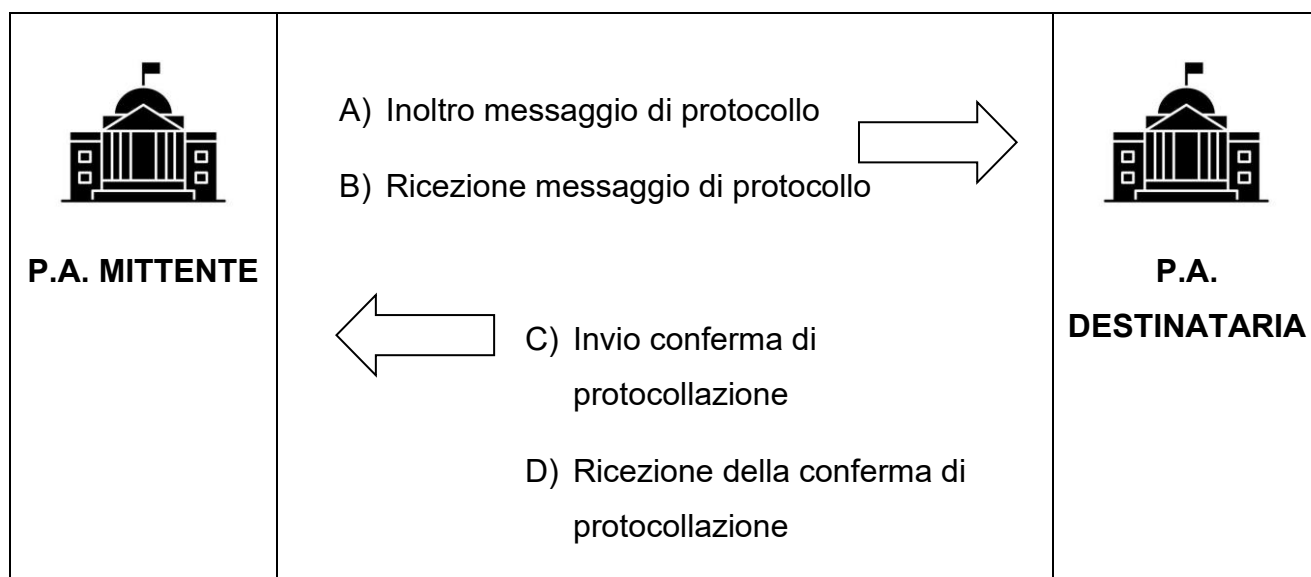 P.A. MITTENTE
A) Inoltro messaggio di protocollo
B) Ricezione messaggio di protocollo
C) Invio conferma di
protocollazione
D) Ricezione della conferma di
protocollazione
P.A.
DESTINATARIA